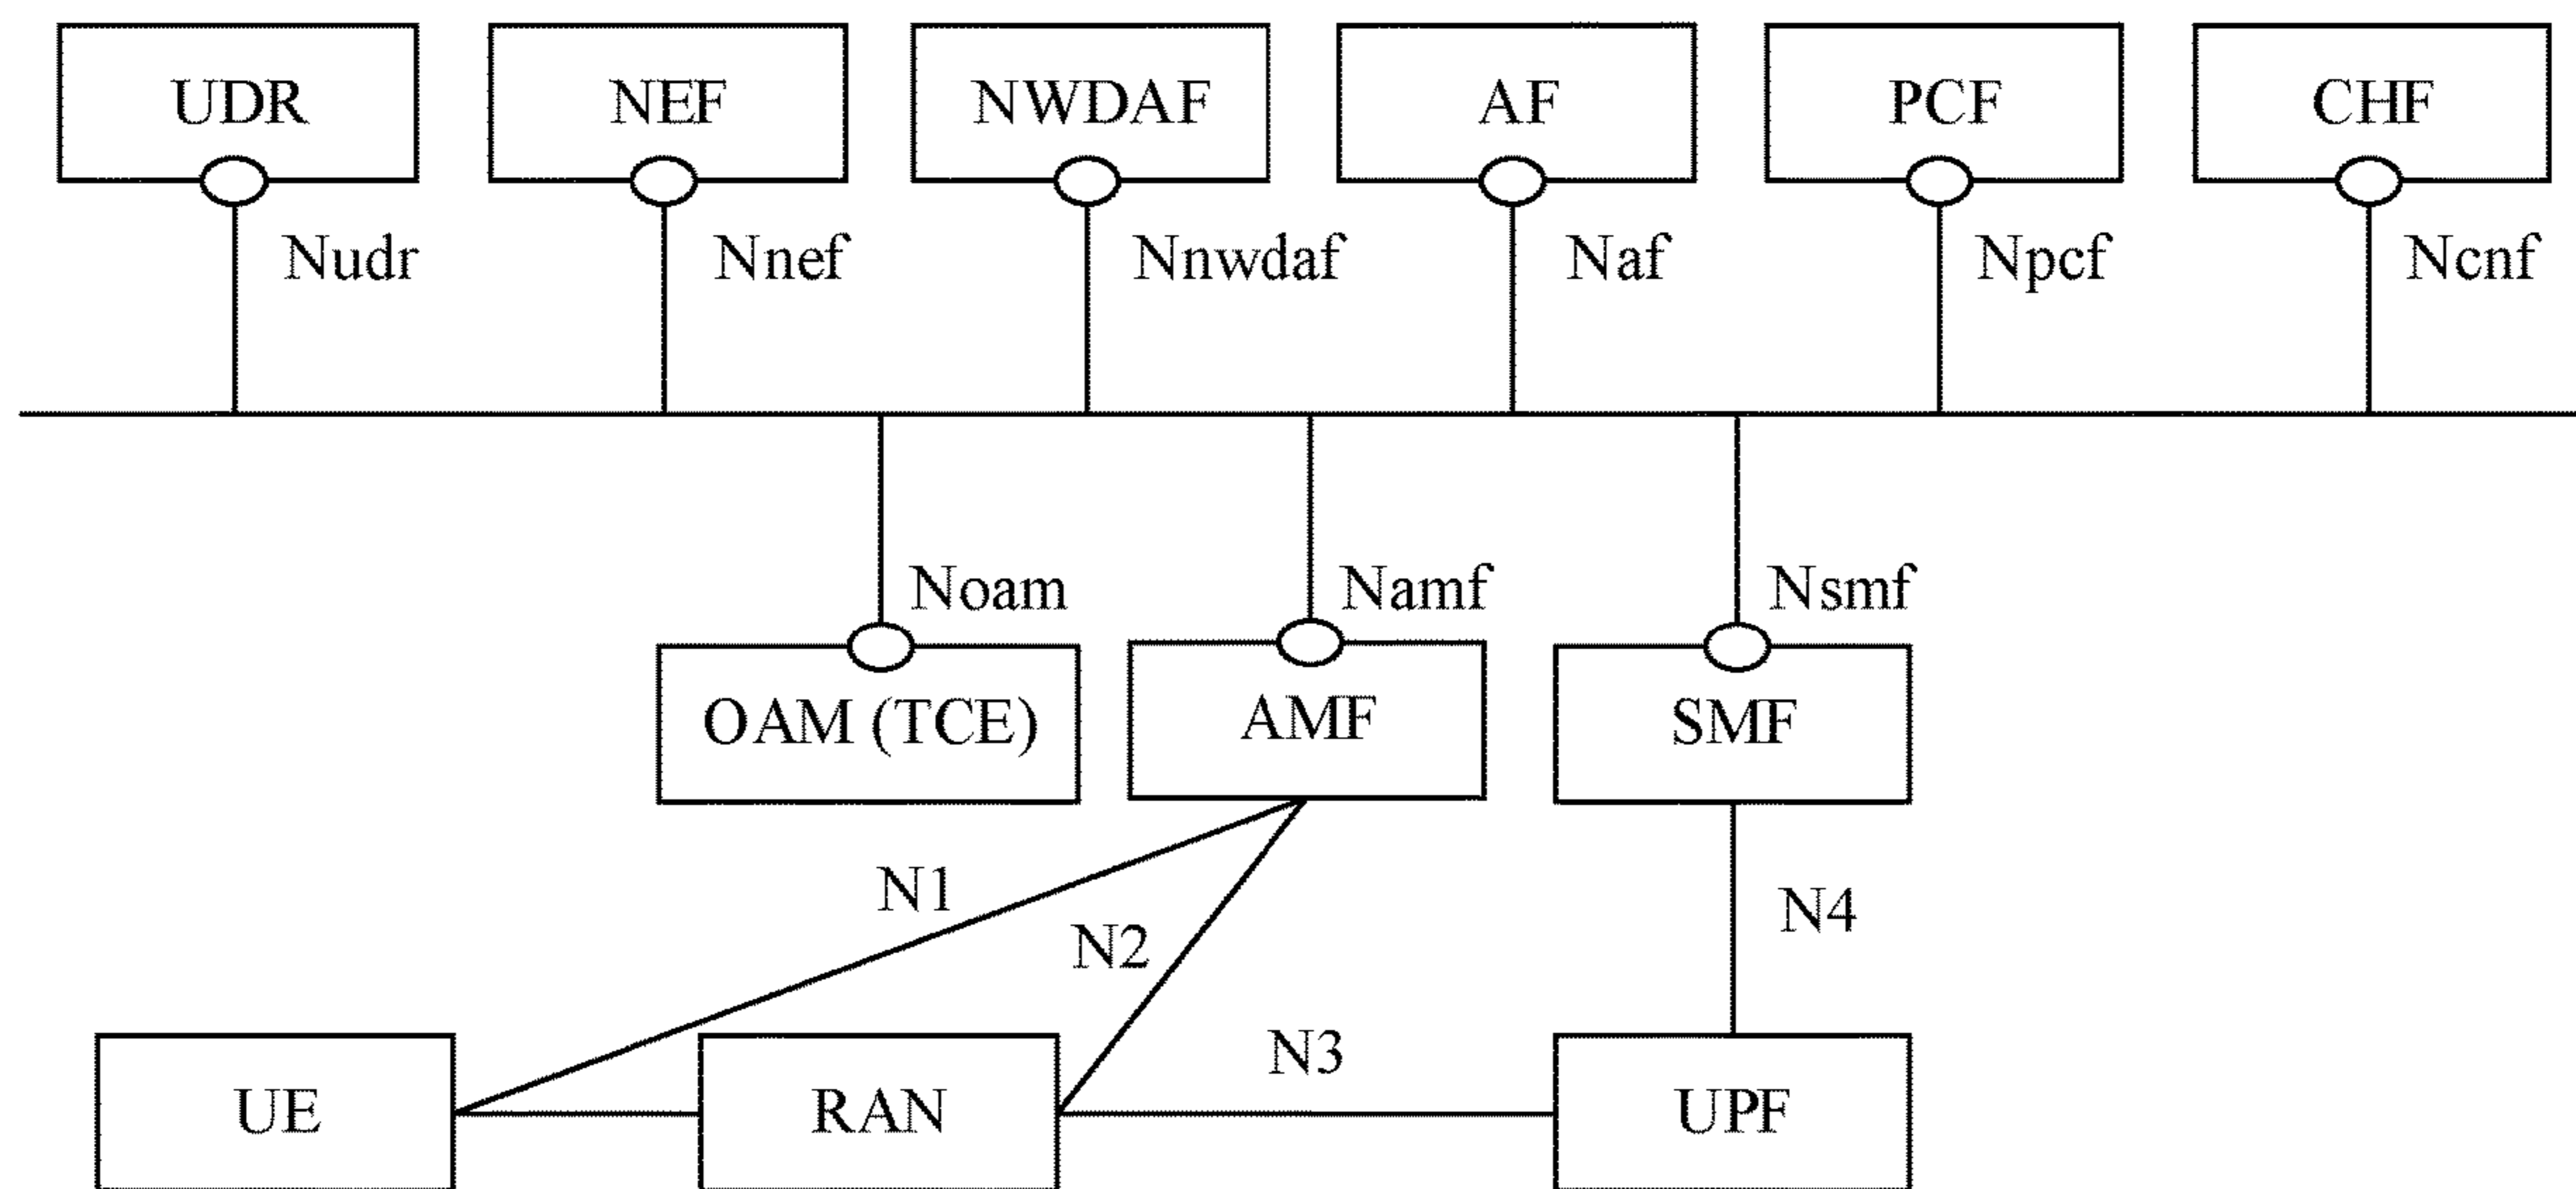 UDR NEF NWDAF AF PCF CHF
Nudr Nnef Nnwdaf Naf Npcf Ncnf
Noam Namf Nsmf
OAM (TCE) AMF SMF
N1 N2 N4
N3
UE RAN UPF